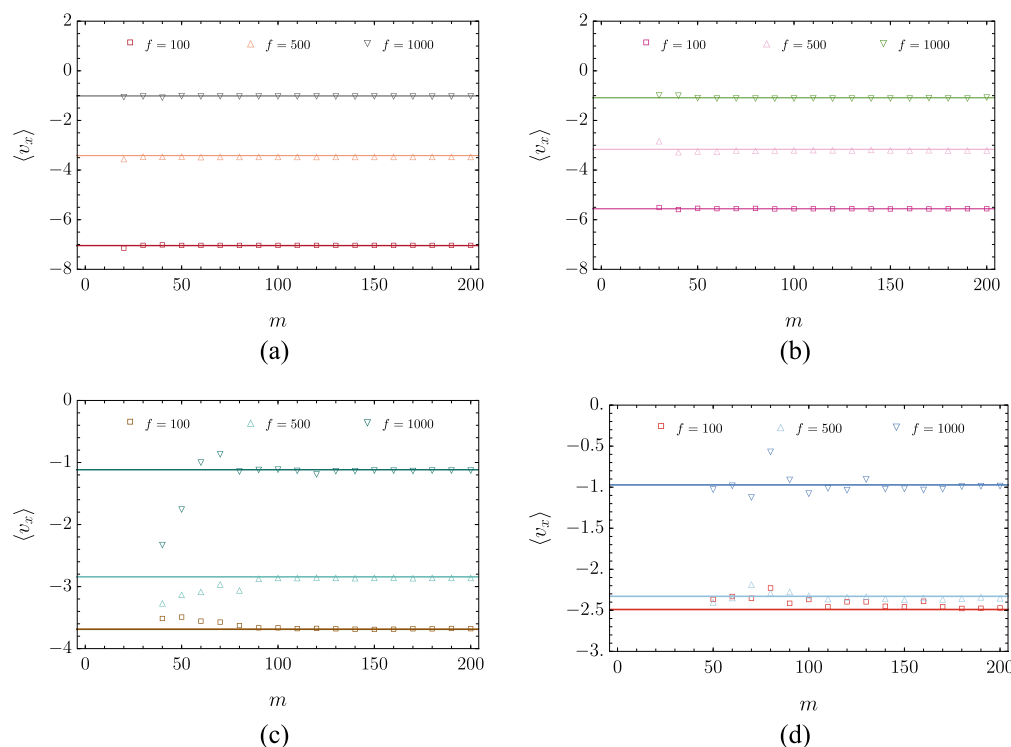 f = 100 f = 500 f = 1000
2
0
−2
−4
−6
−8
⟨v_x⟩
0 50 100 150 200
m
(a)
f = 100 f = 500 f = 1000
2
0
−2
−4
−6
−8
⟨v_x⟩
0 50 100 150 200
m
(b)
f = 100 f = 500 f = 1000
0
−1
−2
−3
−4
⟨v_x⟩
0 50 100 150 200
m
(c)
f = 100 f = 500 f = 1000
0.
−0.5
−1.
−1.5
−2.
−2.5
−3.
⟨v_x⟩
0 50 100 150 200
m
(d)